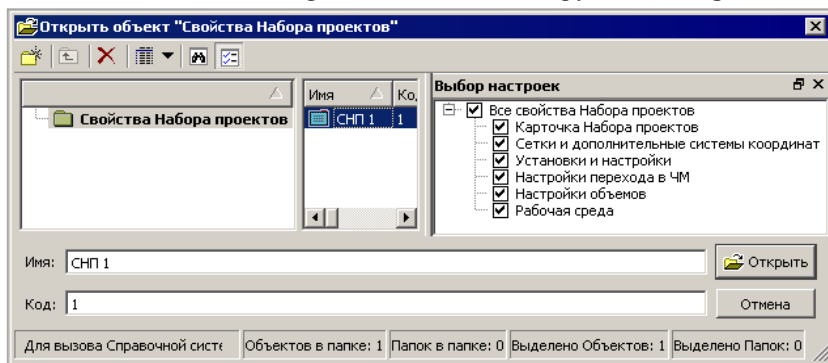 Открыть объект "Свойства Набора проектов"
Имя Ко
Свойства Набора проектов
СНП 1 1
Выбор настроек
Все свойства Набора проектов
Карточка Набора проектов
Сетки и дополнительные системы координат
Установки и настройки
Настройки перехода в ЧМ
Настройки объемов
Рабочая среда
Имя: СНП 1 Открыть
Код: 1 Отмена
Для вызова Справочной систе Объектов в папке: 1 Папок в папке: 0 Выделено Объектов: 1 Выделено Папок: 0